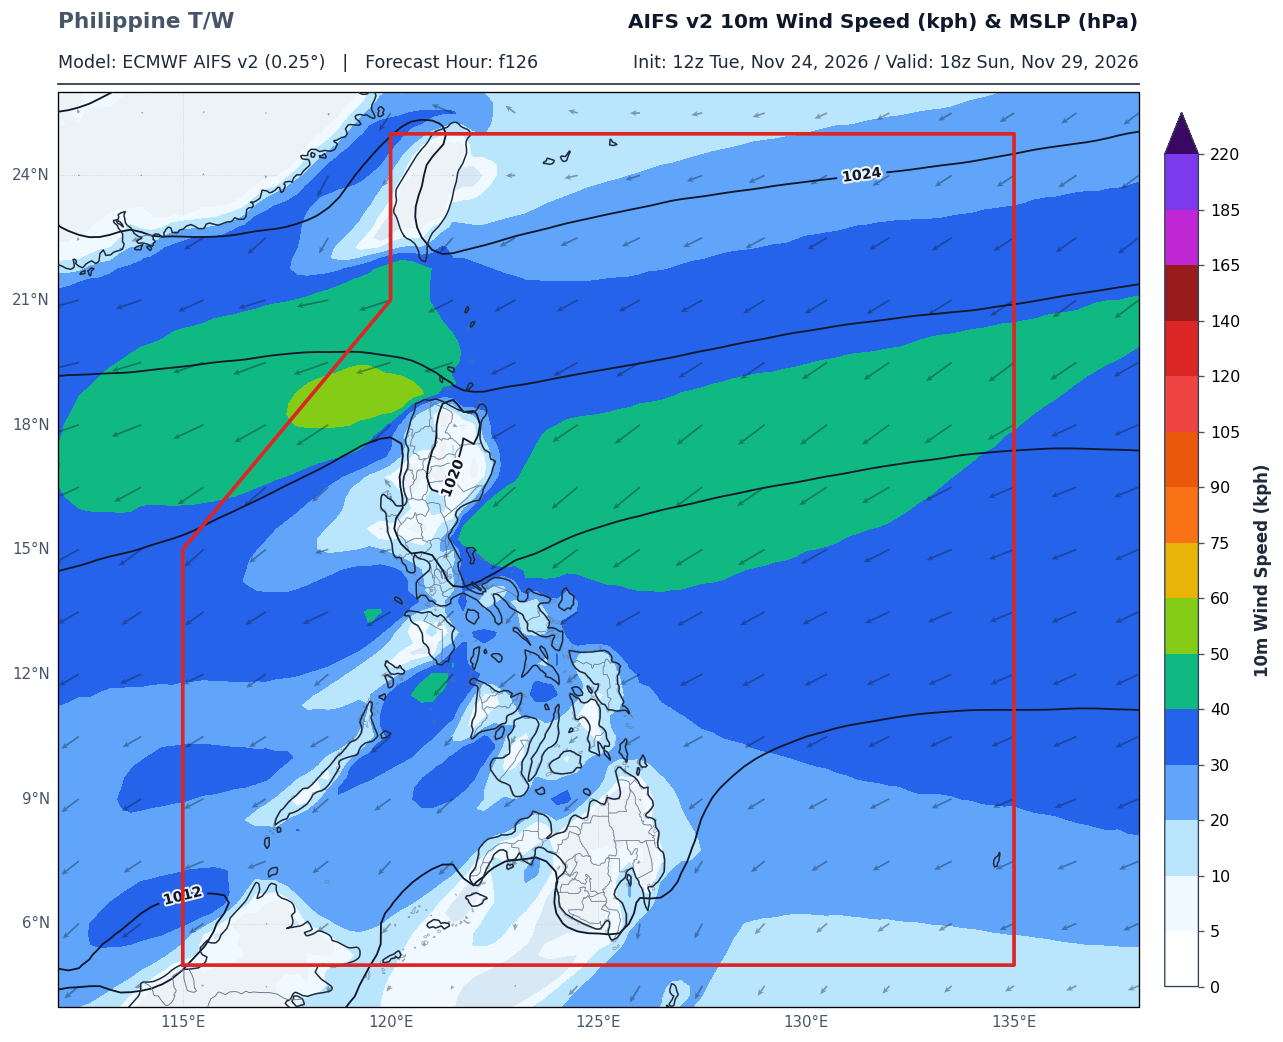 Philippine T/W
AIFS v2 10m Wind Speed (kph) & MSLP (hPa)
Model: ECMWF AIFS v2 (0.25°) | Forecast Hour: f126
Init: 12z Tue, Nov 24, 2026 / Valid: 18z Sun, Nov 29, 2026
24°N
21°N
18°N
15°N
12°N
9°N
6°N
115°E
120°E
125°E
130°E
135°E
1024
1020
1012
220
185
165
140
120
105
90
75
60
50
40
30
20
10
5
0
10m Wind Speed (kph)